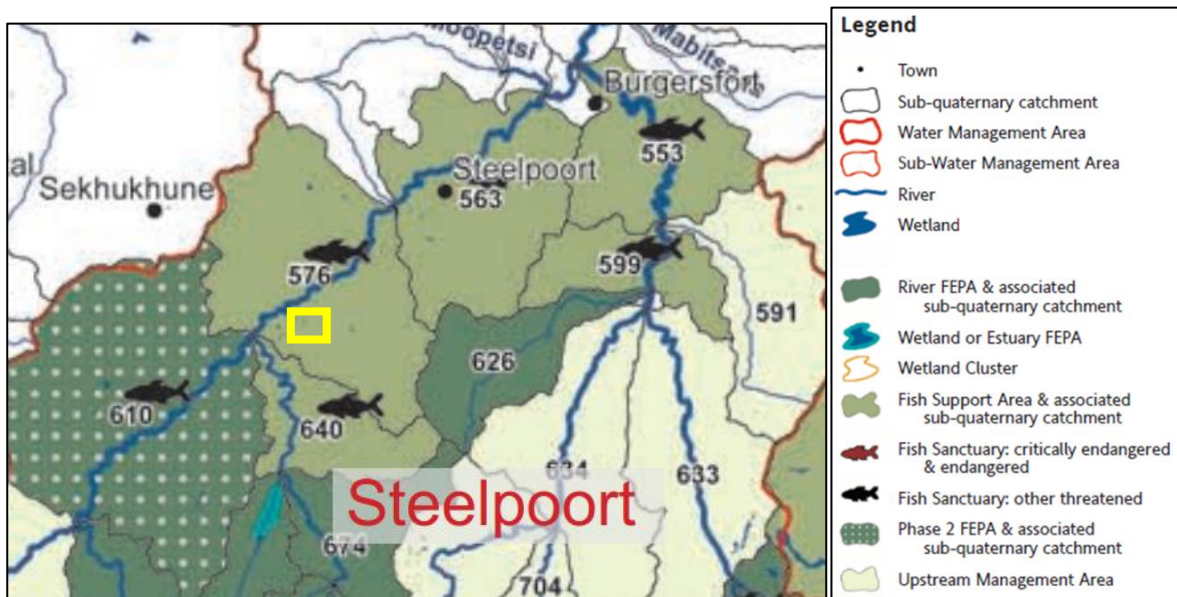 Moopetsi
Mabits
Burgersfort
553
Steelpoort
563
al
Sekhukhune
576
599
591
626
610
640
634
633
Steelpoort
674
704
Legend
Town
Sub-quaternary catchment
Water Management Area
Sub-Water Management Area
River
Wetland
River FEPA & associated
sub-quaternary catchment
Wetland or Estuary FEPA
Wetland Cluster
Fish Support Area & associated
sub-quaternary catchment
Fish Sanctuary: critically endangered
& endangered
Fish Sanctuary: other threatened
Phase 2 FEPA & associated
sub-quaternary catchment
Upstream Management Area